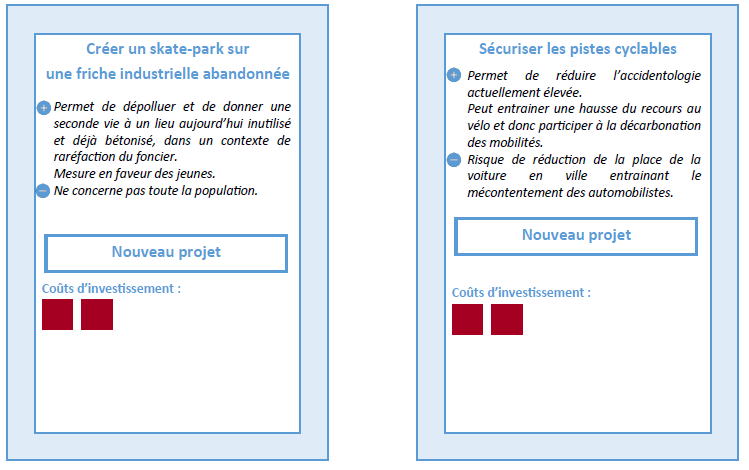 Créer un skate-park sur
une friche industrielle abandonnée
+ Permet de dépolluer et de donner une
seconde vie à un lieu aujourd'hui inutilisé
et déjà bétonisé, dans un contexte de
raréfaction du foncier.
Mesure en faveur des jeunes.
− Ne concerne pas toute la population.
Nouveau projet
Coûts d'investissement :
Sécuriser les pistes cyclables
+ Permet de réduire l'accidentologie
actuellement élevée.
Peut entrainer une hausse du recours au
vélo et donc participer à la décarbonation
des mobilités.
− Risque de réduction de la place de la
voiture en ville entrainant le
mécontentement des automobilistes.
Nouveau projet
Coûts d'investissement :